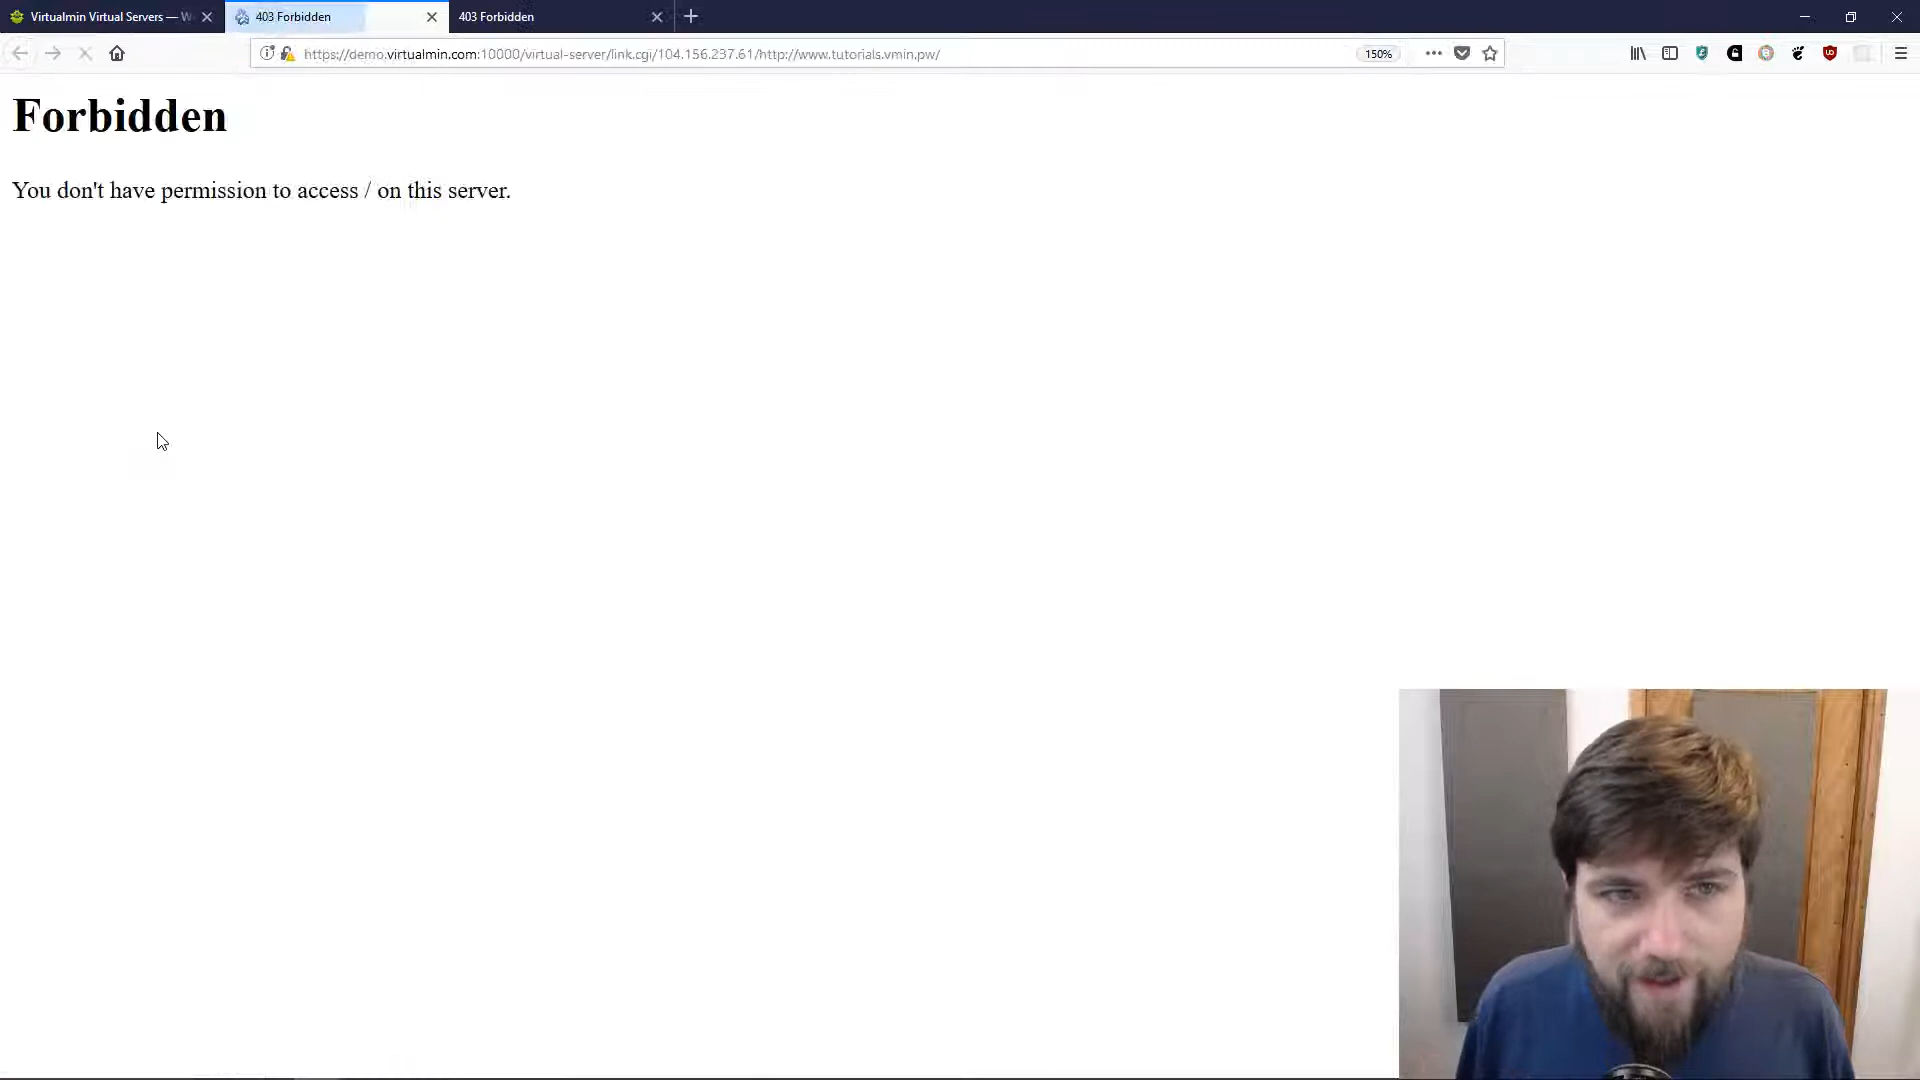 Virtualmin Virtual Servers — W
403 Forbidden
403 Forbidden
https://demo.virtualmin.com:10000/virtual-server/link.cgi/104.156.237.61/http://www.tutorials.vmin.pw/
150%
Forbidden
You don't have permission to access / on this server.